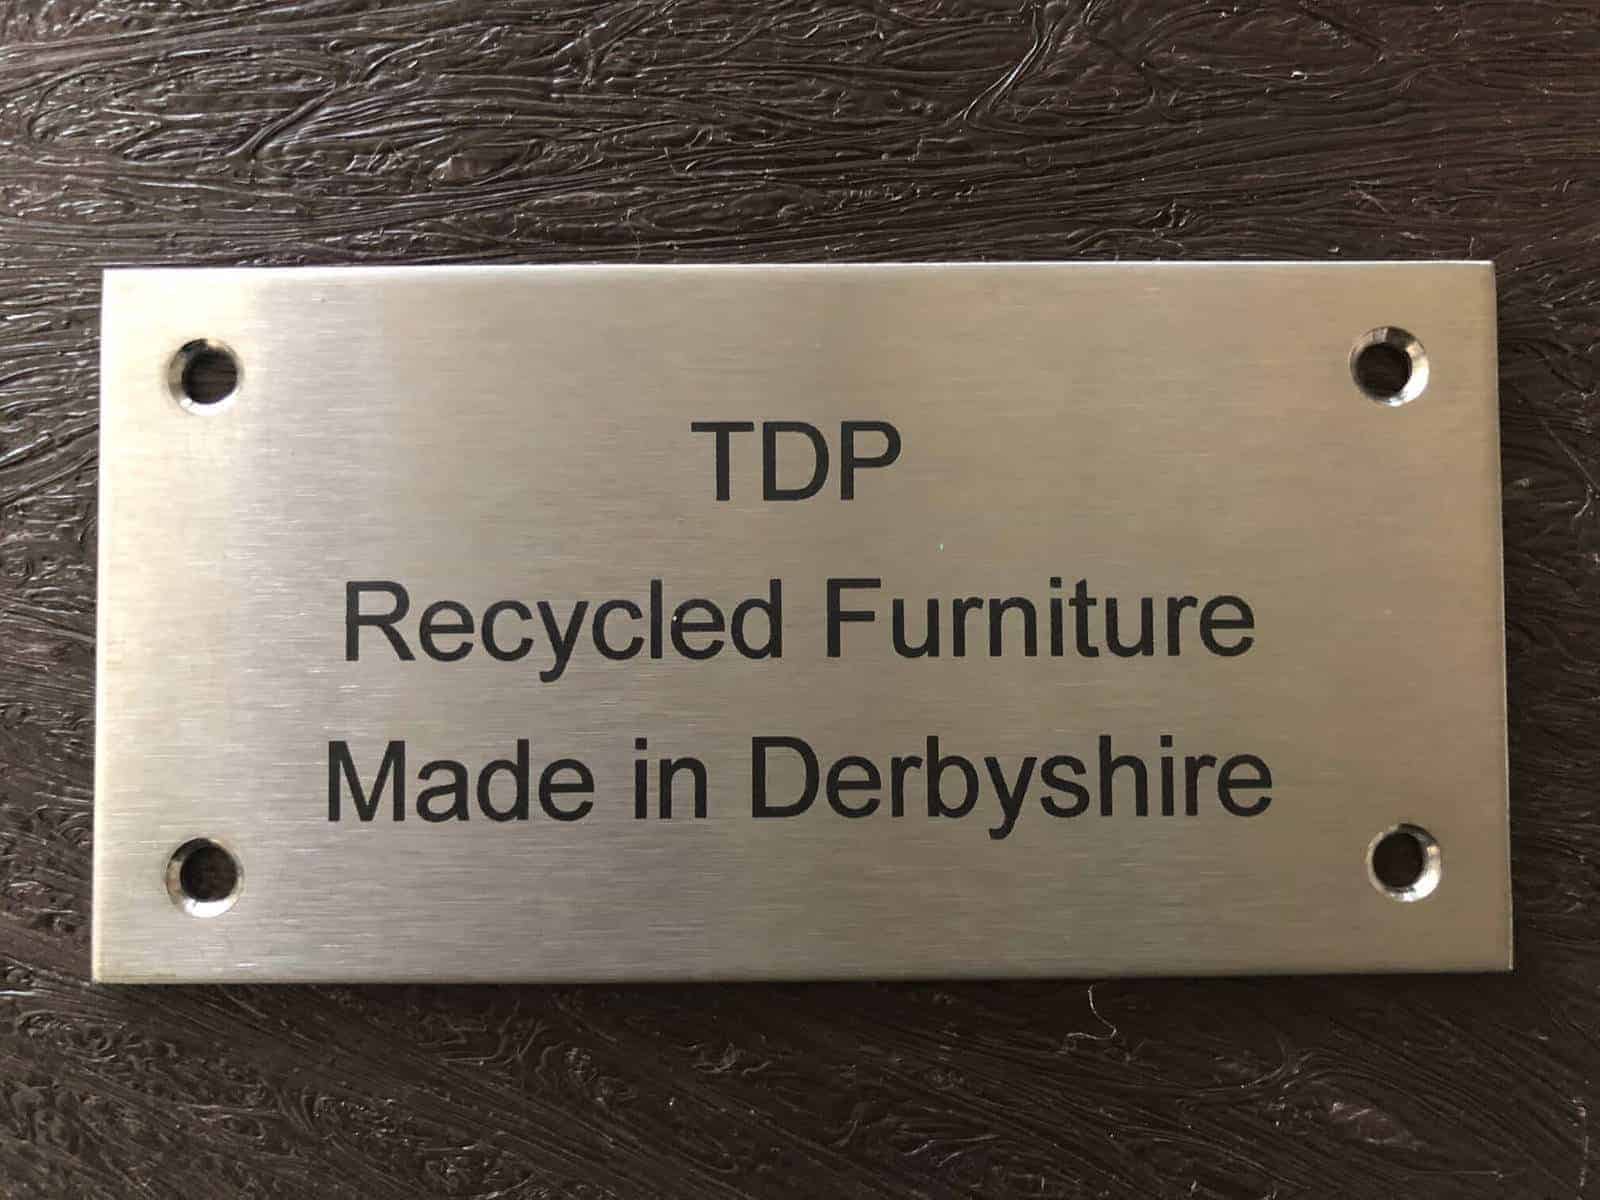 TDP
Recycled Furniture
Made in Derbyshire